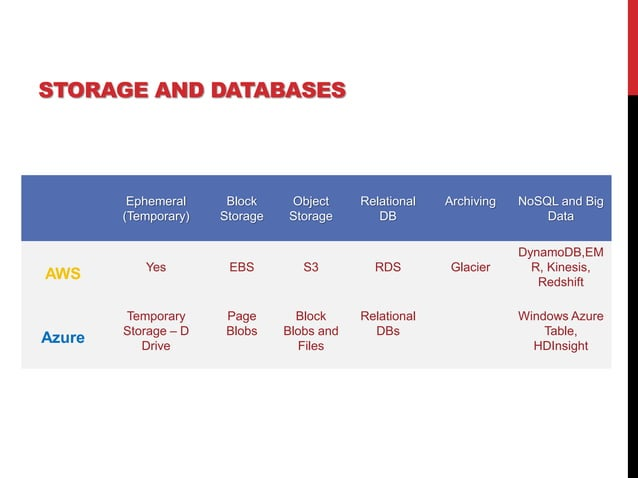 STORAGE AND DATABASES
Ephemeral (Temporary) Block Storage Object Storage Relational DB Archiving NoSQL and Big Data
AWS Yes EBS S3 RDS Glacier DynamoDB,EMR, Kinesis, Redshift
Azure Temporary Storage – D Drive Page Blobs Block Blobs and Files Relational DBs Windows Azure Table, HDInsight